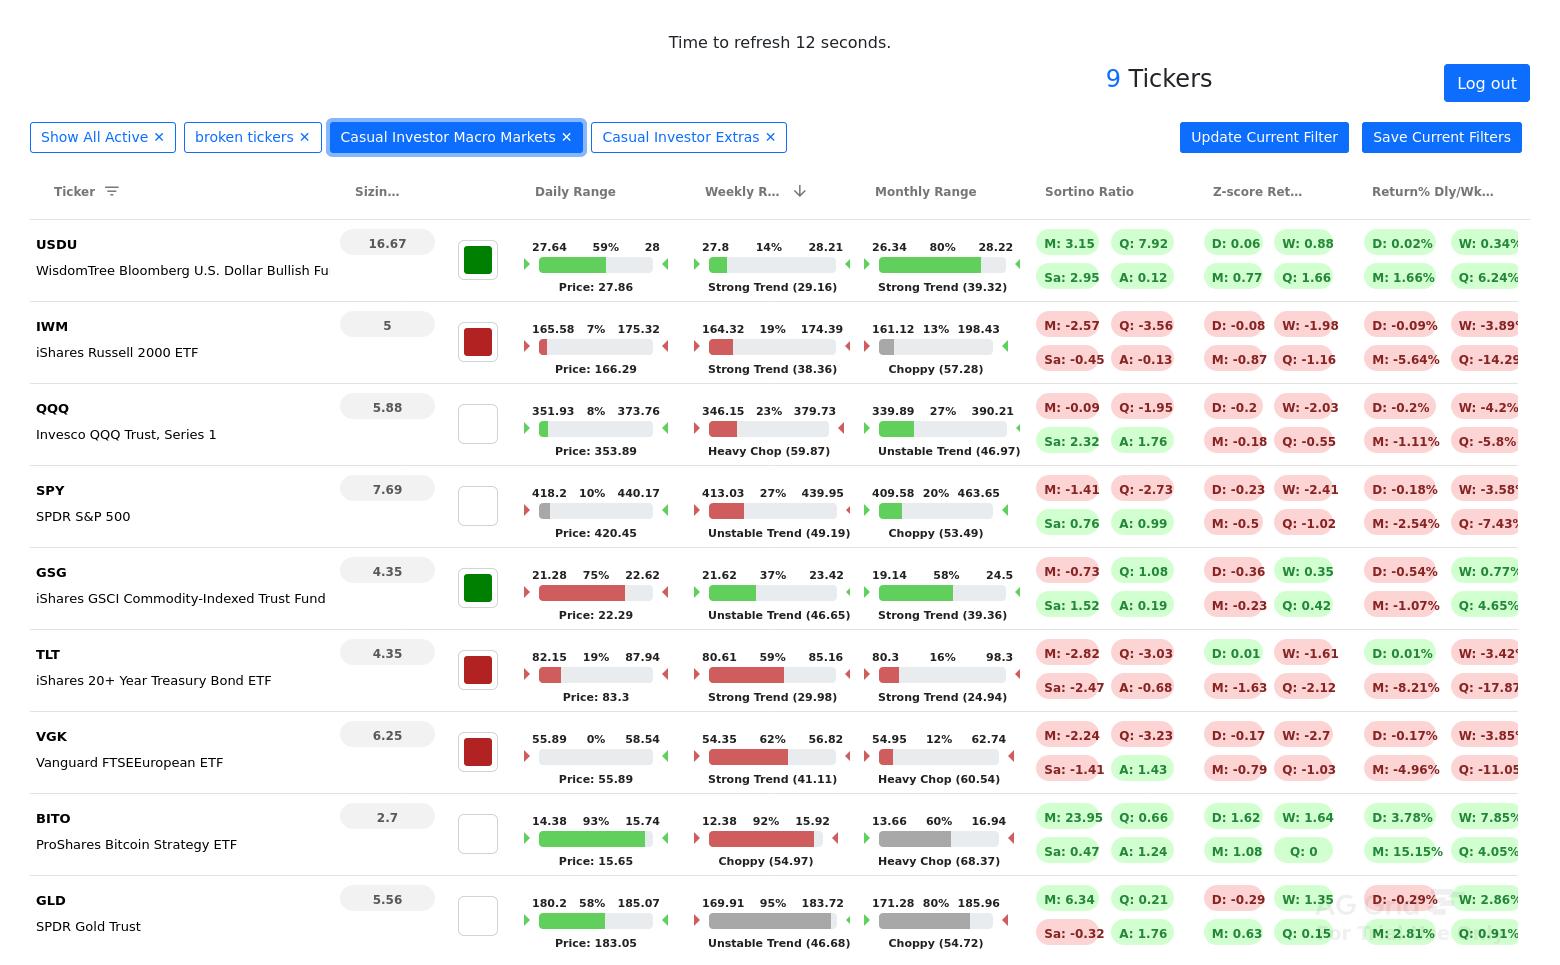 Time to refresh 12 seconds.
9 Tickers
Log out
Show All Active ✕ broken tickers ✕ Casual Investor Macro Markets ✕ Casual Investor Extras ✕ Update Current Filter Save Current Filters
Ticker Sizin... Daily Range Weekly R... Monthly Range Sortino Ratio Z-score Ret... Return% Dly/Wk...
USDU 16.67 27.64 59% 28 27.8 14% 28.21 26.34 80% 28.22 M: 3.15 Q: 7.92 D: 0.06 W: 0.88 D: 0.02% W: 0.34%
WisdomTree Bloomberg U.S. Dollar Bullish Fu Price: 27.86 Strong Trend (29.16) Strong Trend (39.32) Sa: 2.95 A: 0.12 M: 0.77 Q: 1.66 M: 1.66% Q: 6.24%
IWM 5 165.58 7% 175.32 164.32 19% 174.39 161.12 13% 198.43 M: -2.57 Q: -3.56 D: -0.08 W: -1.98 D: -0.09% W: -3.89%
iShares Russell 2000 ETF Price: 166.29 Strong Trend (38.36) Choppy (57.28) Sa: -0.45 A: -0.13 M: -0.87 Q: -1.16 M: -5.64% Q: -14.29
QQQ 5.88 351.93 8% 373.76 346.15 23% 379.73 339.89 27% 390.21 M: -0.09 Q: -1.95 D: -0.2 W: -2.03 D: -0.2% W: -4.2%
Invesco QQQ Trust, Series 1 Price: 353.89 Heavy Chop (59.87) Unstable Trend (46.97) Sa: 2.32 A: 1.76 M: -0.18 Q: -0.55 M: -1.11% Q: -5.8%
SPY 7.69 418.2 10% 440.17 413.03 27% 439.95 409.58 20% 463.65 M: -1.41 Q: -2.73 D: -0.23 W: -2.41 D: -0.18% W: -3.58%
SPDR S&P 500 Price: 420.45 Unstable Trend (49.19) Choppy (53.49) Sa: 0.76 A: 0.99 M: -0.5 Q: -1.02 M: -2.54% Q: -7.43%
GSG 4.35 21.28 75% 22.62 21.62 37% 23.42 19.14 58% 24.5 M: -0.73 Q: 1.08 D: -0.36 W: 0.35 D: -0.54% W: 0.77%
iShares GSCI Commodity-Indexed Trust Fund Price: 22.29 Unstable Trend (46.65) Strong Trend (39.36) Sa: 1.52 A: 0.19 M: -0.23 Q: 0.42 M: -1.07% Q: 4.65%
TLT 4.35 82.15 19% 87.94 80.61 59% 85.16 80.3 16% 98.3 M: -2.82 Q: -3.03 D: 0.01 W: -1.61 D: 0.01% W: -3.42%
iShares 20+ Year Treasury Bond ETF Price: 83.3 Strong Trend (29.98) Strong Trend (24.94) Sa: -2.47 A: -0.68 M: -1.63 Q: -2.12 M: -8.21% Q: -17.87
VGK 6.25 55.89 0% 58.54 54.35 62% 56.82 54.95 12% 62.74 M: -2.24 Q: -3.23 D: -0.17 W: -2.7 D: -0.17% W: -3.85%
Vanguard FTSEEuropean ETF Price: 55.89 Strong Trend (41.11) Heavy Chop (60.54) Sa: -1.41 A: 1.43 M: -0.79 Q: -1.03 M: -4.96% Q: -11.05
BITO 2.7 14.38 93% 15.74 12.38 92% 15.92 13.66 60% 16.94 M: 23.95 Q: 0.66 D: 1.62 W: 1.64 D: 3.78% W: 7.85%
ProShares Bitcoin Strategy ETF Price: 15.65 Choppy (54.97) Heavy Chop (68.37) Sa: 0.47 A: 1.24 M: 1.08 Q: 0 M: 15.15% Q: 4.05%
GLD 5.56 180.2 58% 185.07 169.91 95% 183.72 171.28 80% 185.96 M: 6.34 Q: 0.21 D: -0.29 W: 1.35 D: -0.29% W: 2.86%
SPDR Gold Trust Price: 183.05 Unstable Trend (46.68) Choppy (54.72) Sa: -0.32 A: 1.76 M: 0.63 Q: 0.15 M: 2.81% Q: 0.91%